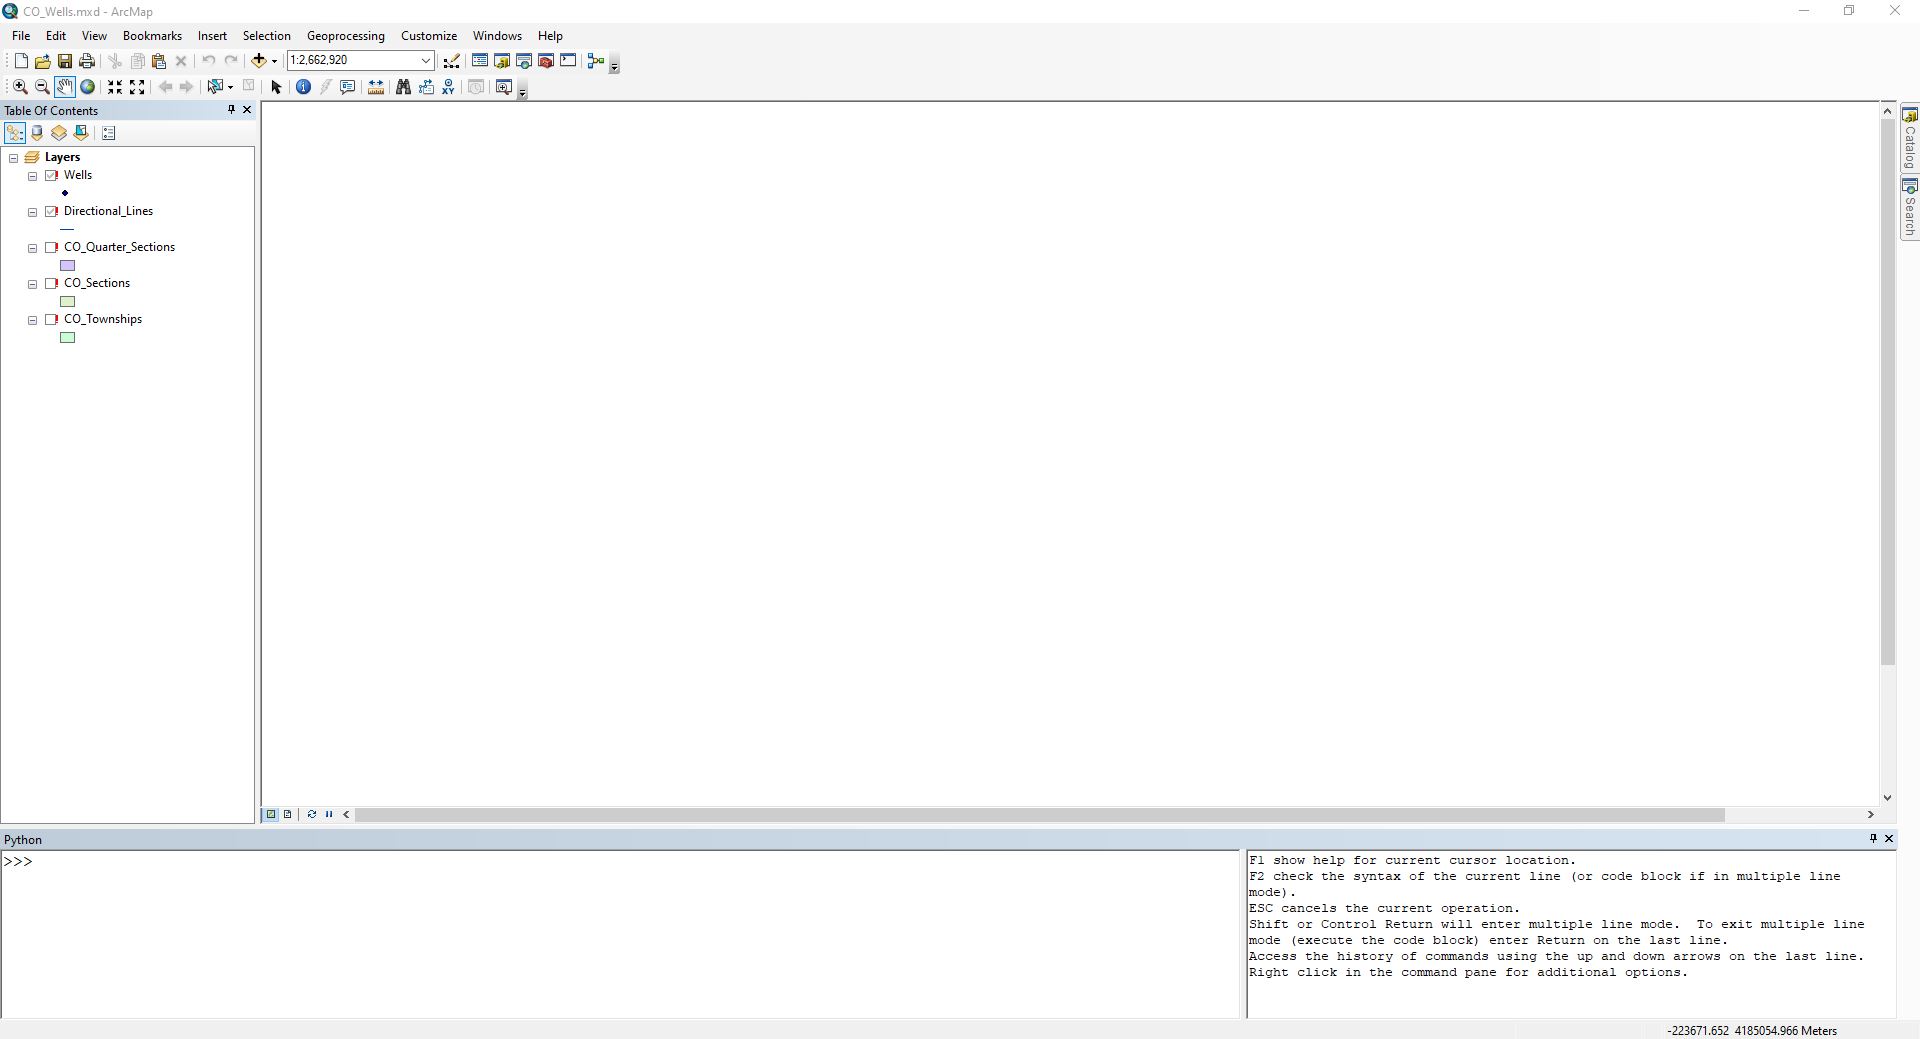 CO_Wells.mxd - ArcMap
File Edit View Bookmarks Insert Selection Geoprocessing Customize Windows Help
1:2,662,920
Table Of Contents
Layers
Wells
Directional_Lines
CO_Quarter_Sections
CO_Sections
CO_Townships
Catalog
Search
Python
>>>
F1 show help for current cursor location.
F2 check the syntax of the current line (or code block if in multiple line
mode).
ESC cancels the current operation.
Shift or Control Return will enter multiple line mode.  To exit multiple line
mode (execute the code block) enter Return on the last line.
Access the history of commands using the up and down arrows on the last line.
Right click in the command pane for additional options.
-223671.652 4185054.966 Meters